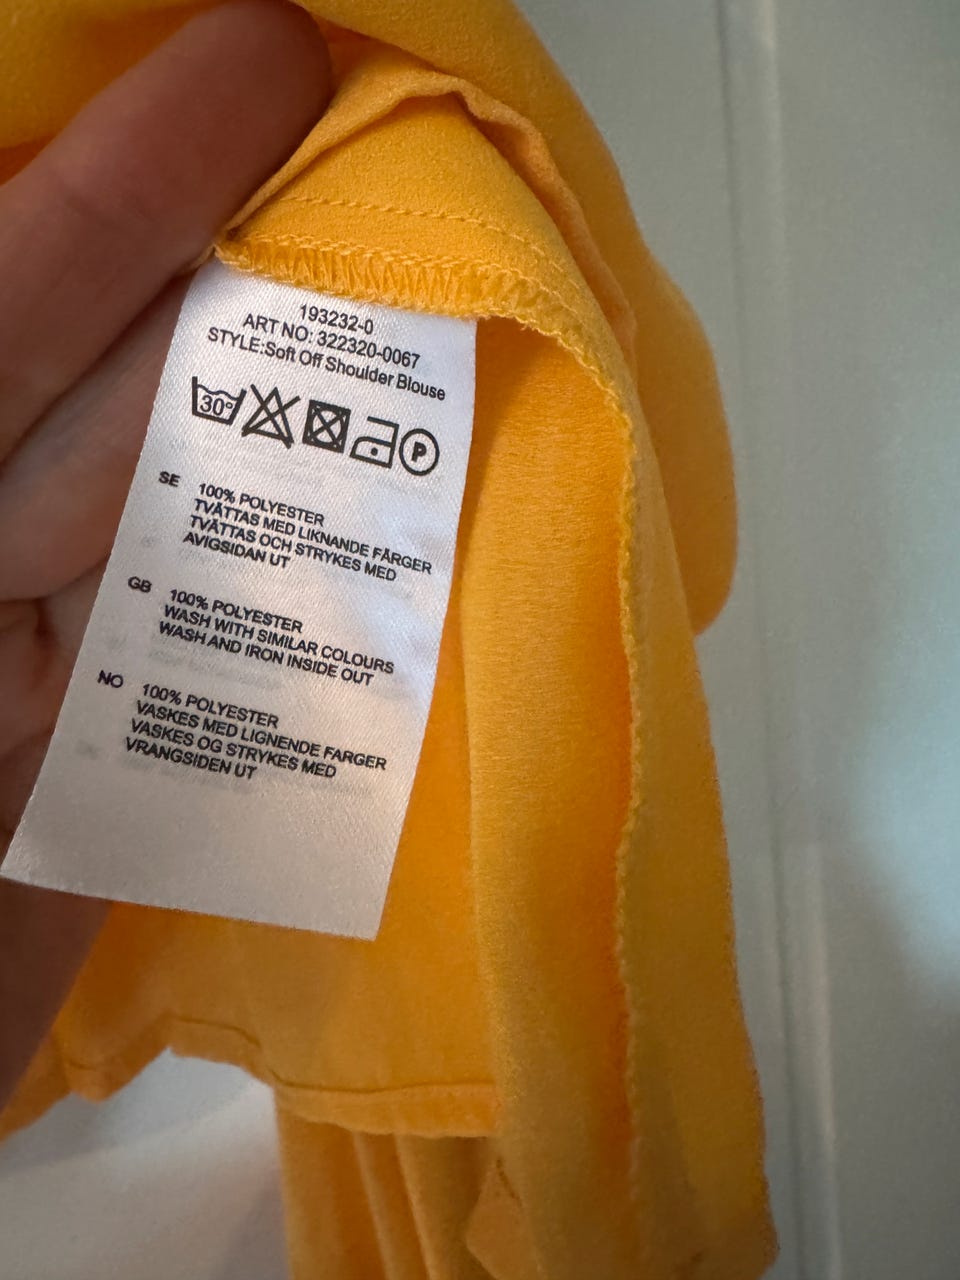 193232-0
ART NO: 322320-0067
STYLE:Soft Off Shoulder Blouse
30°
P
SE 100% POLYESTER
TVÄTTAS MED LIKNANDE FÄRGER
TVÄTTAS OCH STRYKES MED
AVIGSIDAN UT
GB 100% POLYESTER
WASH WITH SIMILAR COLOURS
WASH AND IRON INSIDE OUT
NO 100% POLYESTER
VASKES MED LIGNENDE FARGER
VASKES OG STRYKES MED
VRANGSIDEN UT